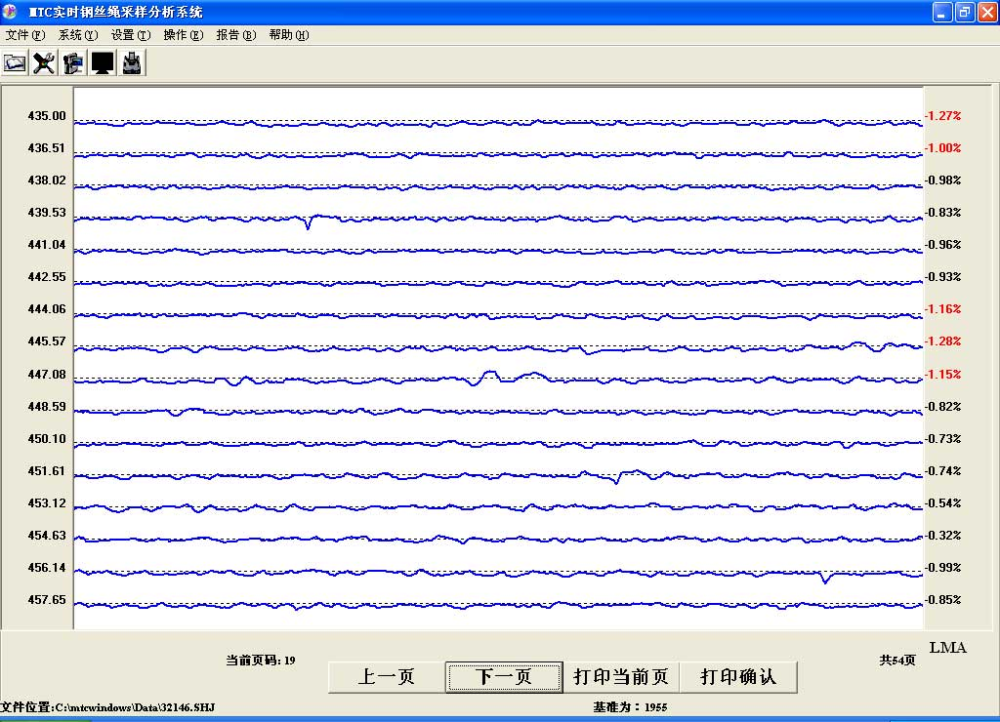 MTC实时钢丝绳采样分析系统
文件(F) 系统(Y) 设置(T) 操作(E) 报告(B) 帮助(H)
435.00 -1.27%
436.51 -1.00%
438.02 -0.98%
439.53 -0.83%
441.04 -0.96%
442.55 -0.93%
444.06 -1.16%
445.57 -1.28%
447.08 -1.15%
448.59 -0.82%
450.10 -0.73%
451.61 -0.74%
453.12 -0.54%
454.63 -0.32%
456.14 -0.99%
457.65 -0.85%
LMA
当前页码: 19 共54页
上一页 下一页 打印当前页 打印确认
文件位置:C:\mtcwindows\Data\32146.SHJ 基准为：1955